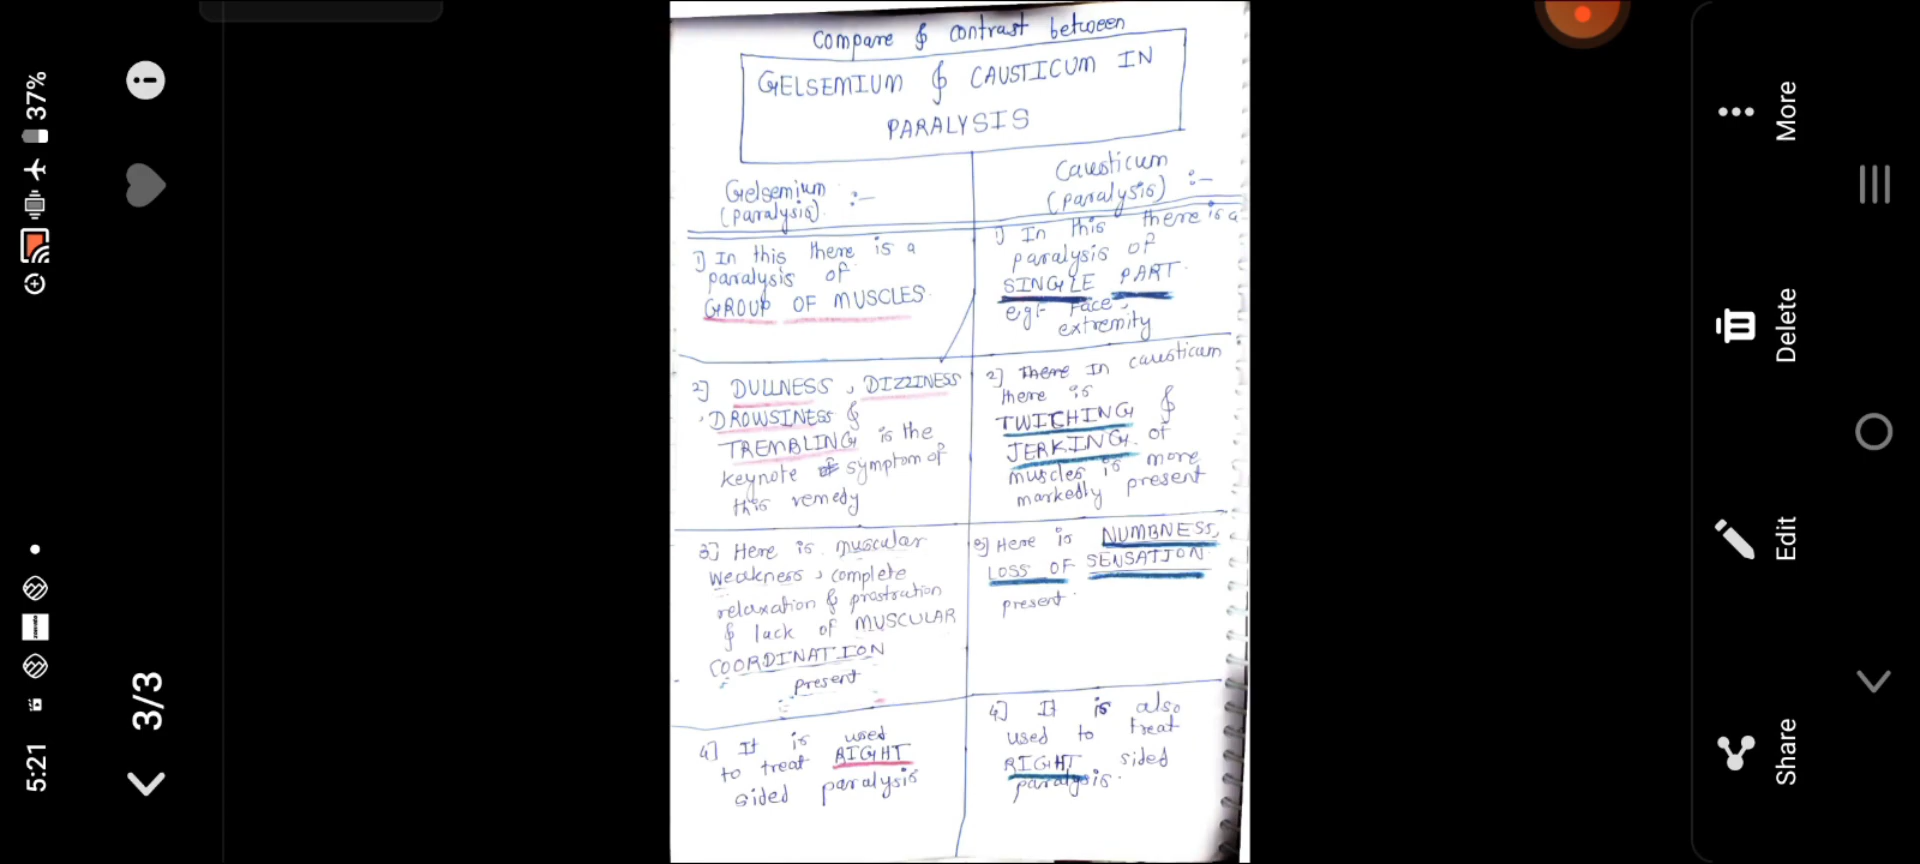 Compare & contrast between
GELSEMIUM & CAUSTICUM IN
PARALYSIS
Gelsemium :-
(paralysis).
1] In this there is a
paralysis of
GROUP OF MUSCLES.
2] DULLNESS, DIZZINESS
, DROWSINESS &
TREMBLING is the
keynote symptom of
this remedy
3] Here is muscular
weakness, complete
relaxation & prostration
& lack of MUSCULAR
COORDINATION
present
4] It is used
to treat RIGHT
sided paralysis
Causticum
(paralysis) :-
1) In this there is a
paralysis of
SINGLE PART.
eg:- Face,
extremity
2] There In causticum
there is
TWICHING &
JERKING of
muscles is more
markedly present
3] Here is NUMBNESS,
LOSS OF SENSATION
present.
4] It is also
used to treat
RIGHT sided
paralysis.
5:21
37%
3/3
More
Delete
Edit
Share